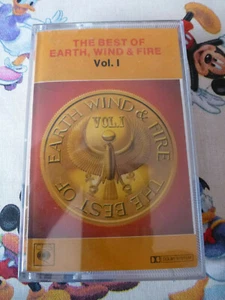 THE BEST OF
EARTH, WIND & FIRE
Vol. I
EARTH WIND & FIRE THE BEST OF
VOL. I